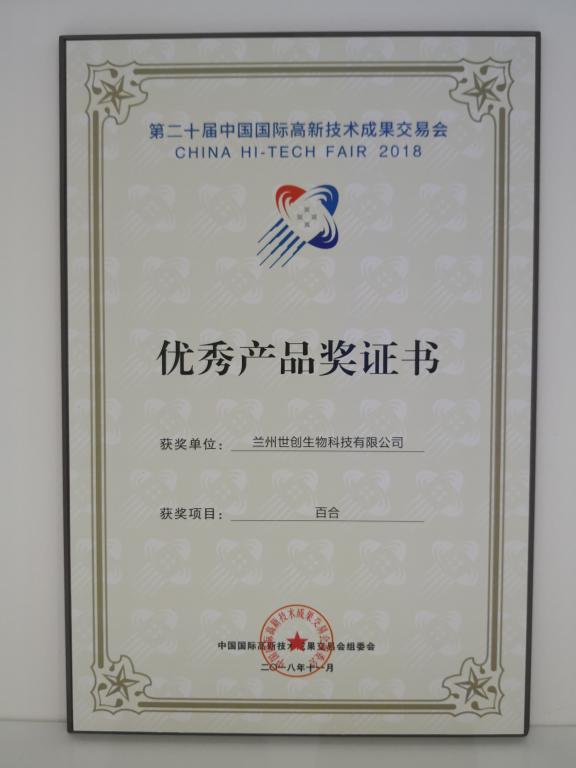 第二十届中国国际高新技术成果交易会
CHINA HI-TECH FAIR 2018
优秀产品奖证书
获奖单位： 兰州世创生物科技有限公司
获奖项目： 百合
中国国际高新技术成果交易会组委会
二〇一八年十一月